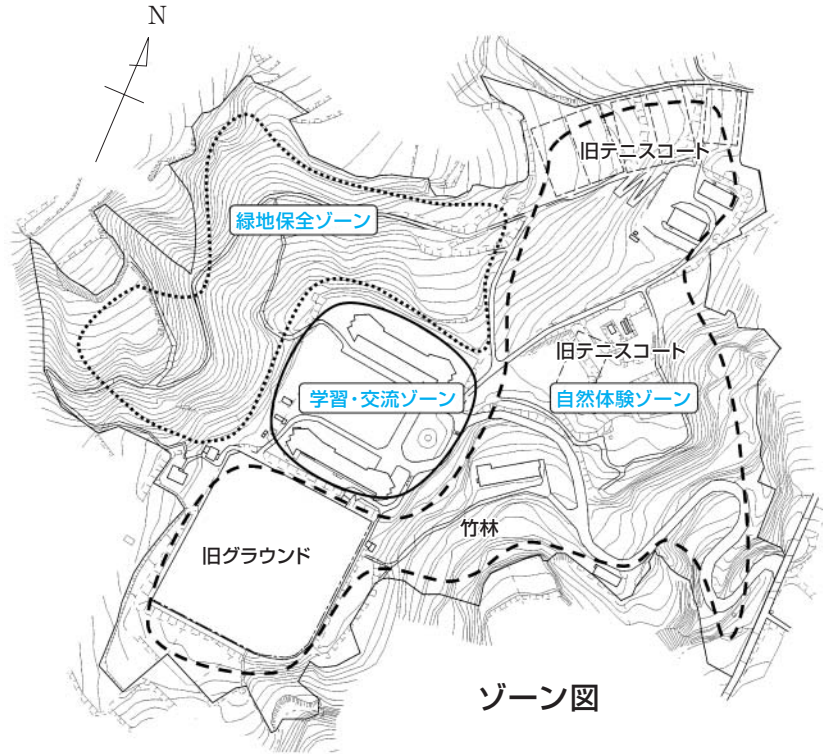 N
旧テニスコート
緑地保全ゾーン
旧テニスコート
学習・交流ゾーン
自然体験ゾーン
竹林
旧グラウンド
ゾーン図